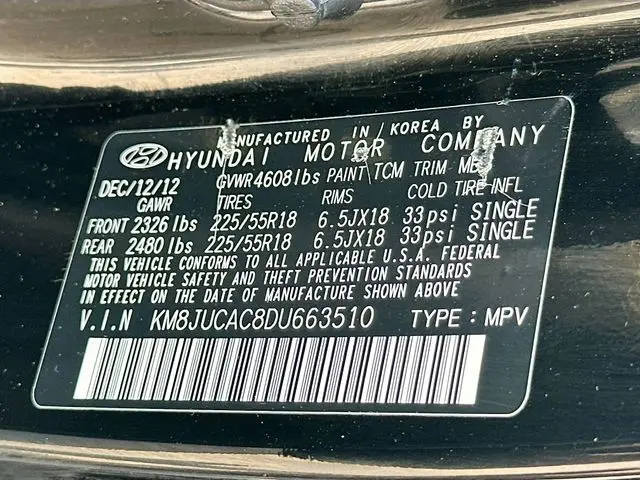 MANUFACTURED IN / KOREA BY
HYUNDAI MOTOR COMPANY
DEC/12/12 GVWR 4608 lbs PAINT TCM TRIM
GAWR TIRES RIMS COLD TIRE INFL
FRONT 2326 lbs 225/55R18 6.5JX18 33psi SINGLE
REAR 2480 lbs 225/55R18 6.5JX18 33psi SINGLE
THIS VEHICLE CONFORMS TO ALL APPLICABLE U.S.A. FEDERAL
MOTOR VEHICLE SAFETY AND THEFT PREVENTION STANDARDS
IN EFFECT ON THE DATE OF MANUFACTURE SHOWN ABOVE
V.I.N KM8JUCAC8DU663510 TYPE : MPV